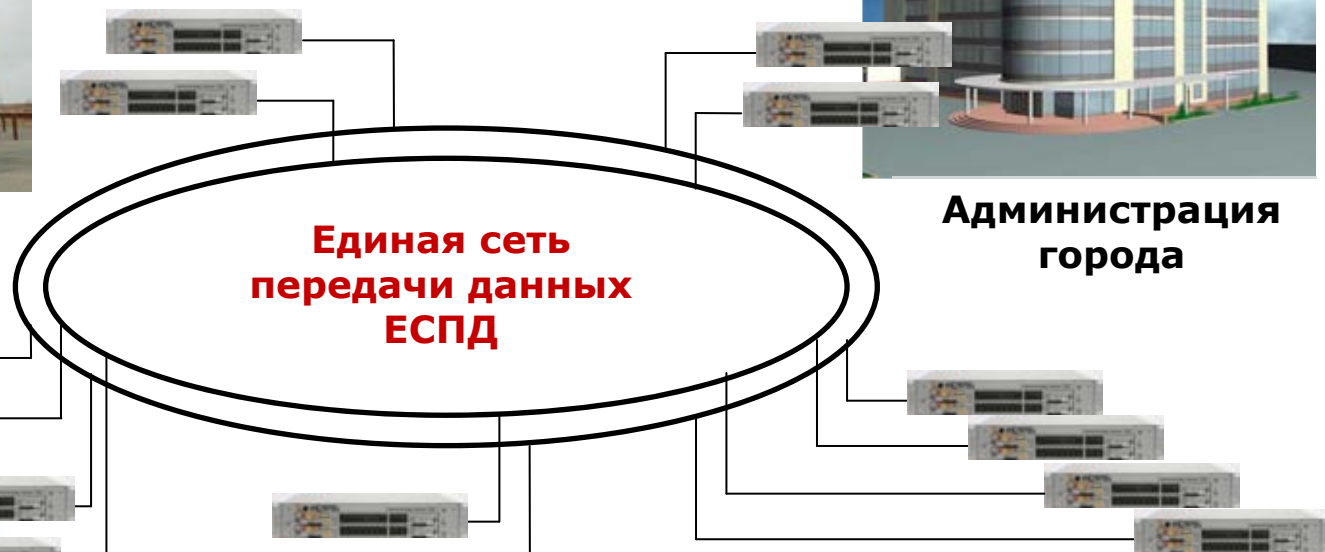 Единая сеть
передачи данных
ЕСПД
Администрация
города